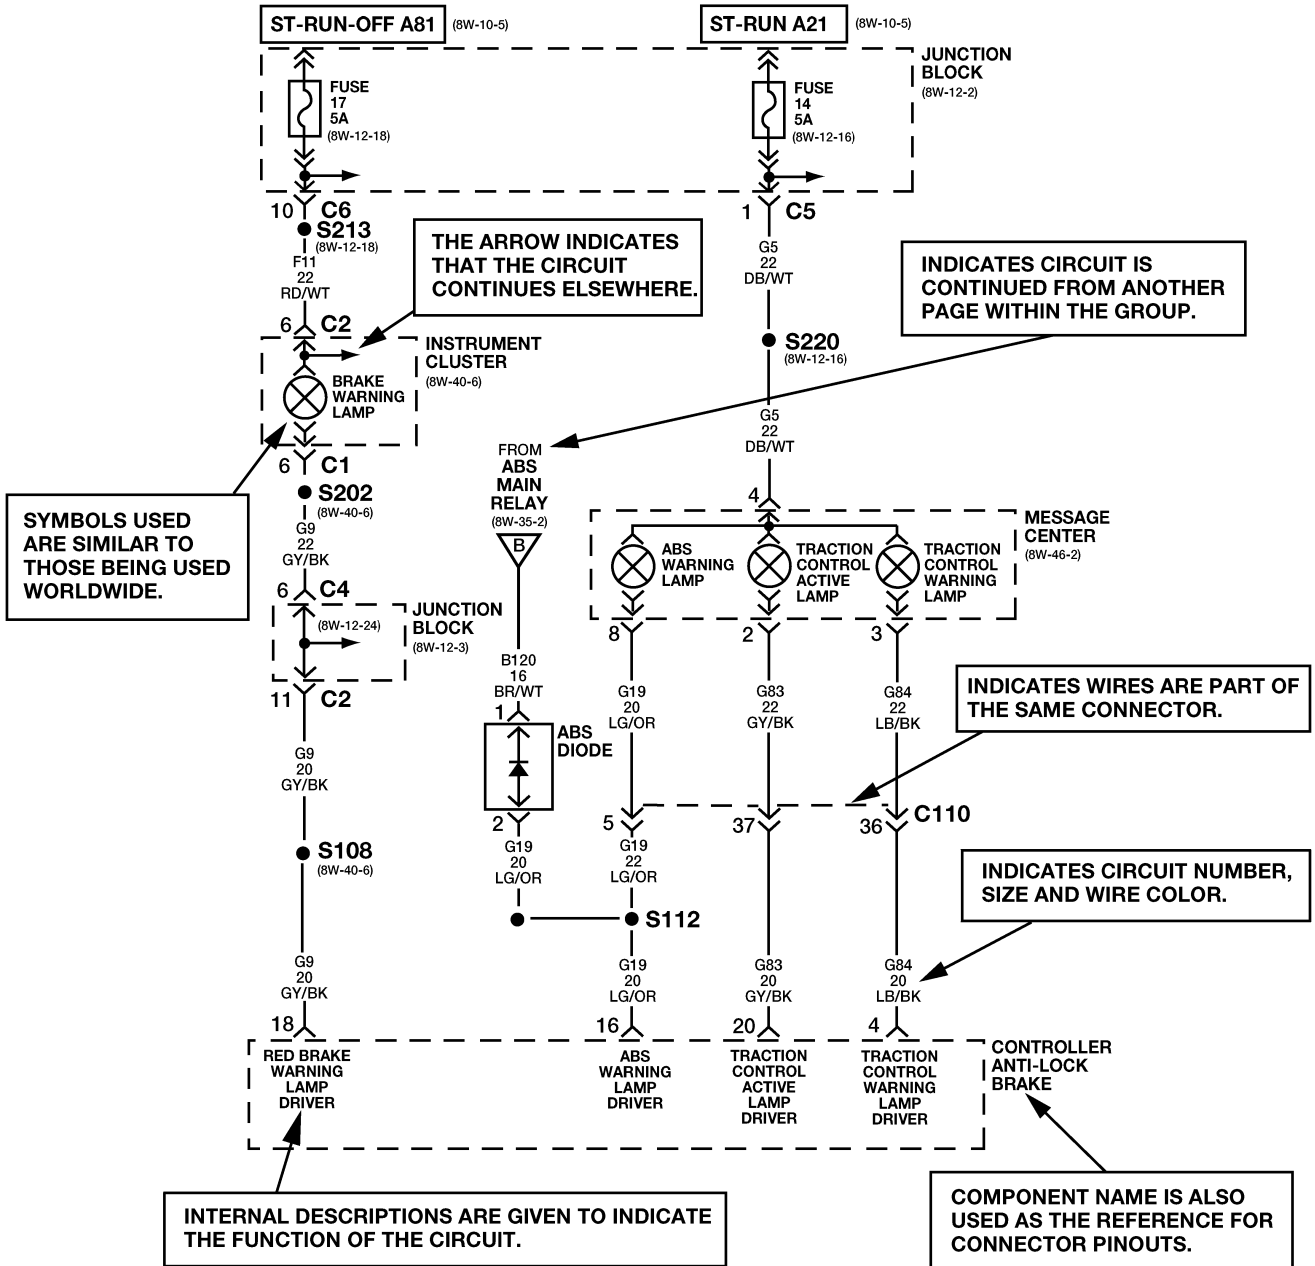 ST-RUN-OFF A81
(8W-10-5)
ST-RUN A21
(8W-10-5)
JUNCTION
BLOCK
(8W-12-2)
FUSE
17
5A
(8W-12-18)
FUSE
14
5A
(8W-12-16)
10
C6
S213
(8W-12-18)
F11
22
RD/WT
6
C2
1
C5
G5
22
DB/WT
S220
(8W-12-16)
G5
22
DB/WT
4
THE ARROW INDICATES
THAT THE CIRCUIT
CONTINUES ELSEWHERE.
INDICATES CIRCUIT IS
CONTINUED FROM ANOTHER
PAGE WITHIN THE GROUP.
INSTRUMENT
CLUSTER
(8W-40-6)
BRAKE
WARNING
LAMP
6
C1
S202
(8W-40-6)
G9
22
GY/BK
6
C4
SYMBOLS USED
ARE SIMILAR TO
THOSE BEING USED
WORLDWIDE.
FROM
ABS
MAIN
RELAY
(8W-35-2)
B
MESSAGE
CENTER
(8W-46-2)
ABS
WARNING
LAMP
TRACTION
CONTROL
ACTIVE
LAMP
TRACTION
CONTROL
WARNING
LAMP
8
2
3
(8W-12-24)
JUNCTION
BLOCK
(8W-12-3)
11
C2
B120
16
BR/WT
1
ABS
DIODE
2
G19
20
LG/OR
G83
22
GY/BK
G84
22
LB/BK
INDICATES WIRES ARE PART OF
THE SAME CONNECTOR.
G9
20
GY/BK
5
37
36
C110
G19
20
LG/OR
G19
22
LG/OR
S108
(8W-40-6)
S112
INDICATES CIRCUIT NUMBER,
SIZE AND WIRE COLOR.
G9
20
GY/BK
G19
20
LG/OR
G83
20
GY/BK
G84
20
LB/BK
18
16
20
4
RED BRAKE
WARNING
LAMP
DRIVER
ABS
WARNING
LAMP
DRIVER
TRACTION
CONTROL
ACTIVE
LAMP
DRIVER
TRACTION
CONTROL
WARNING
LAMP
DRIVER
CONTROLLER
ANTI-LOCK
BRAKE
INTERNAL DESCRIPTIONS ARE GIVEN TO INDICATE
THE FUNCTION OF THE CIRCUIT.
COMPONENT NAME IS ALSO
USED AS THE REFERENCE FOR
CONNECTOR PINOUTS.